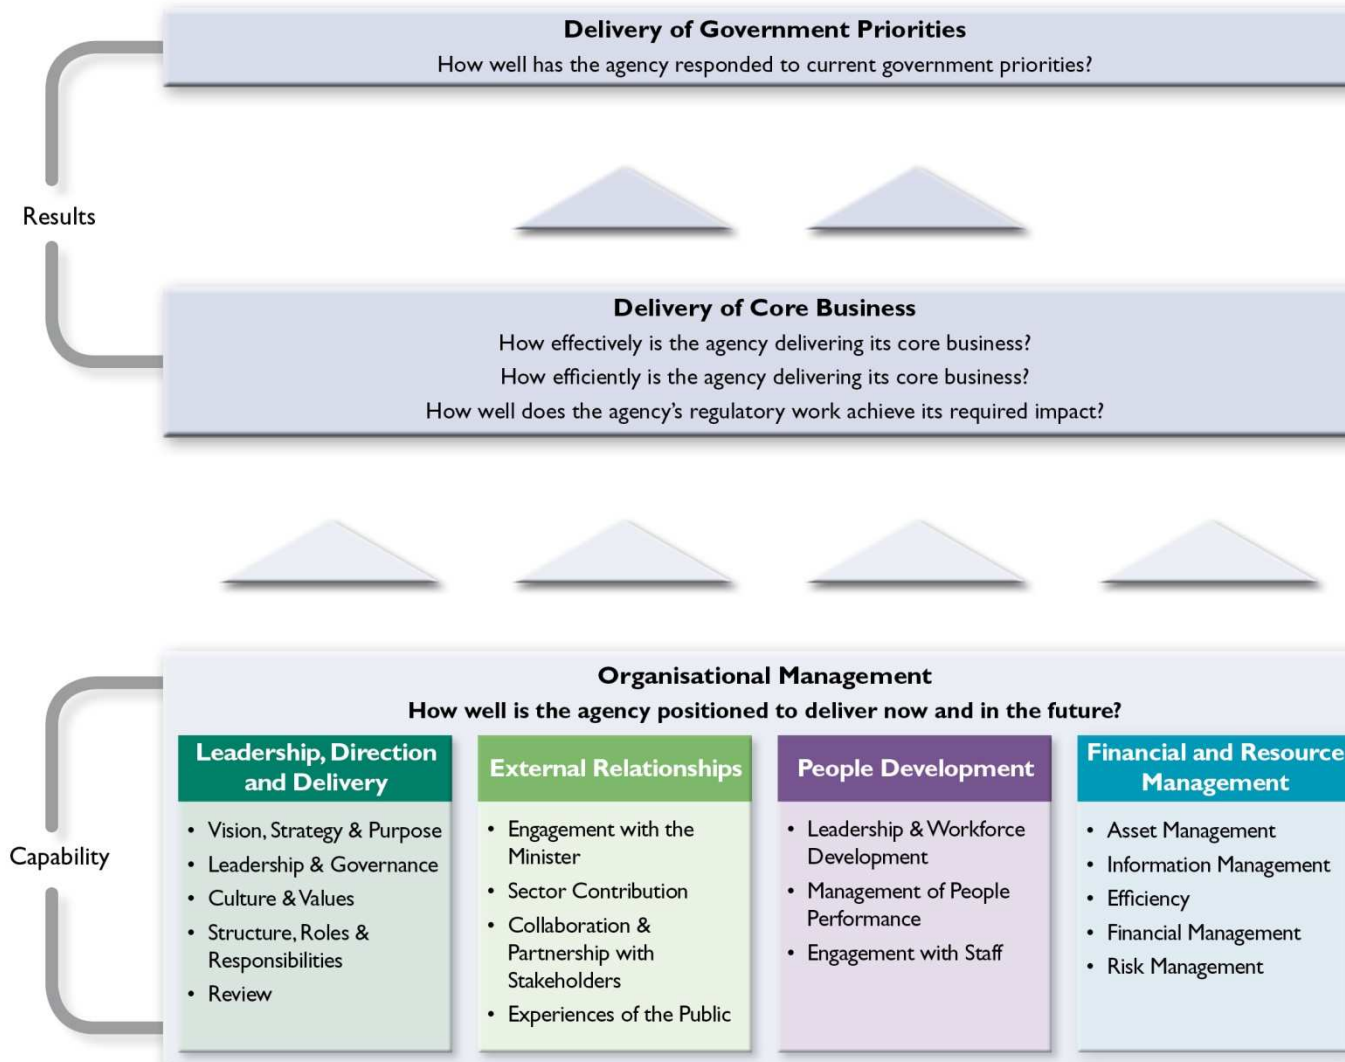 Delivery of Government Priorities
How well has the agency responded to current government priorities?
Results
Delivery of Core Business
How effectively is the agency delivering its core business?
How efficiently is the agency delivering its core business?
How well does the agency's regulatory work achieve its required impact?
Organisational Management
How well is the agency positioned to deliver now and in the future?
Capability
Leadership, Direction
and Delivery
• Vision, Strategy & Purpose
• Leadership & Governance
• Culture & Values
• Structure, Roles &
Responsibilities
• Review
External Relationships
• Engagement with the
Minister
• Sector Contribution
• Collaboration &
Partnership with
Stakeholders
• Experiences of the Public
People Development
• Leadership & Workforce
Development
• Management of People
Performance
• Engagement with Staff
Financial and Resource
Management
• Asset Management
• Information Management
• Efficiency
• Financial Management
• Risk Management